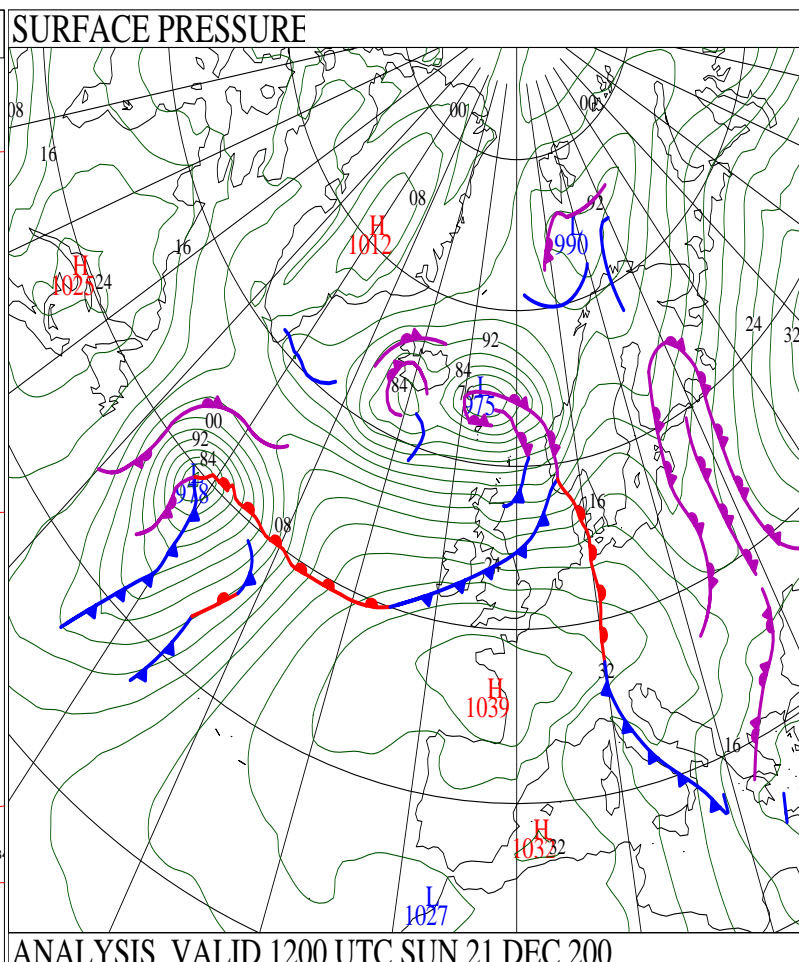 SURFACE PRESSURE
00
00
08
16
08
92
H
1012
L
990
16
H
1025
24
24
32
92
84
84
L
975
00
92
84
L
978
16
08
32
H
1039
16
H
1032
32
L
1027
ANALYSIS VALID 1200 UTC SUN 21 DEC 200